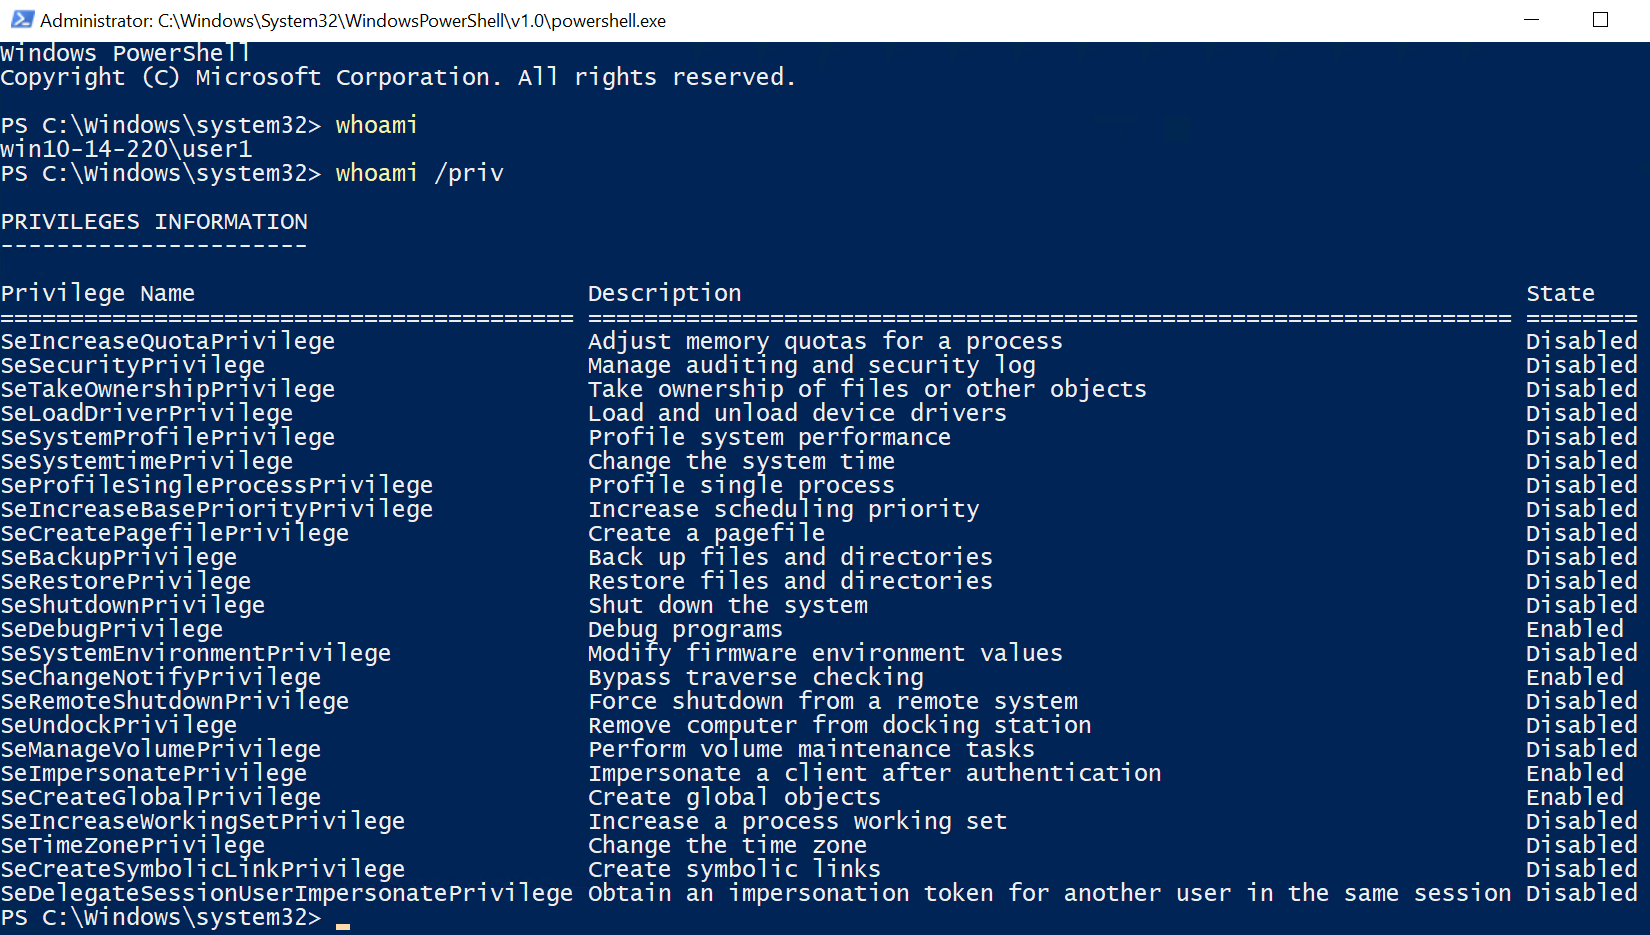 Administrator: C:\Windows\System32\WindowsPowerShell\v1.0\powershell.exe
Windows PowerShell
Copyright (C) Microsoft Corporation. All rights reserved.
PS C:\Windows\system32> whoami
win10-14-220\user1
PS C:\Windows\system32> whoami /priv
PRIVILEGES INFORMATION
----------------------
Privilege Name Description State
========================================= ================================================================== ========
SeIncreaseQuotaPrivilege Adjust memory quotas for a process Disabled
SeSecurityPrivilege Manage auditing and security log Disabled
SeTakeOwnershipPrivilege Take ownership of files or other objects Disabled
SeLoadDriverPrivilege Load and unload device drivers Disabled
SeSystemProfilePrivilege Profile system performance Disabled
SeSystemtimePrivilege Change the system time Disabled
SeProfileSingleProcessPrivilege Profile single process Disabled
SeIncreaseBasePriorityPrivilege Increase scheduling priority Disabled
SeCreatePagefilePrivilege Create a pagefile Disabled
SeBackupPrivilege Back up files and directories Disabled
SeRestorePrivilege Restore files and directories Disabled
SeShutdownPrivilege Shut down the system Disabled
SeDebugPrivilege Debug programs Enabled
SeSystemEnvironmentPrivilege Modify firmware environment values Disabled
SeChangeNotifyPrivilege Bypass traverse checking Enabled
SeRemoteShutdownPrivilege Force shutdown from a remote system Disabled
SeUndockPrivilege Remove computer from docking station Disabled
SeManageVolumePrivilege Perform volume maintenance tasks Disabled
SeImpersonatePrivilege Impersonate a client after authentication Enabled
SeCreateGlobalPrivilege Create global objects Enabled
SeIncreaseWorkingSetPrivilege Increase a process working set Disabled
SeTimeZonePrivilege Change the time zone Disabled
SeCreateSymbolicLinkPrivilege Create symbolic links Disabled
SeDelegateSessionUserImpersonatePrivilege Obtain an impersonation token for another user in the same session Disabled
PS C:\Windows\system32>